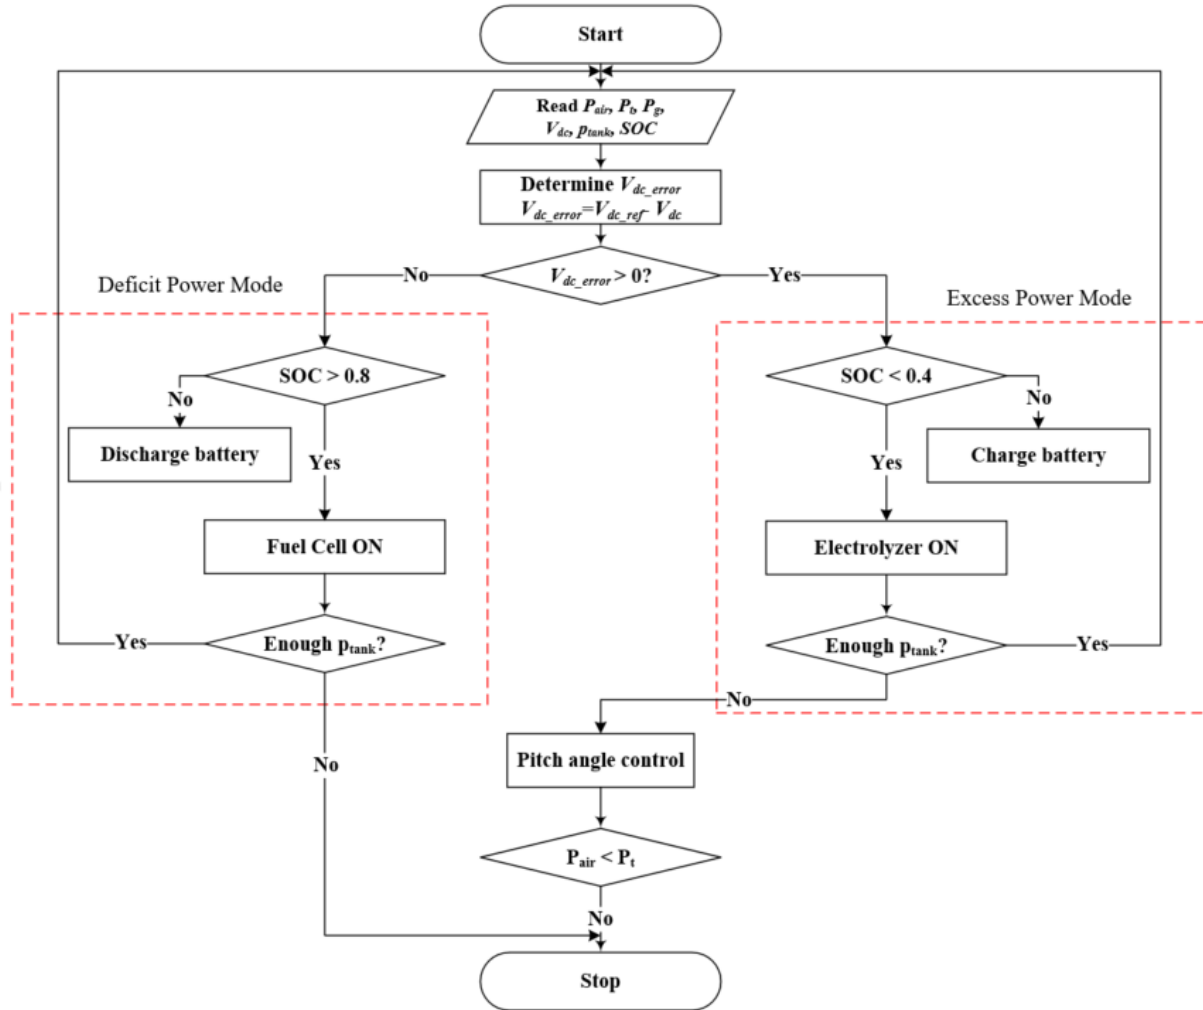 Start
Read P_air, P_t, P_g,
V_dc, p_tank, SOC
Determine V_dc_error
V_dc_error=V_dc_ref- V_dc
V_dc_error > 0?
No
Yes
Deficit Power Mode
Excess Power Mode
SOC > 0.8
SOC < 0.4
No
No
Discharge battery
Charge battery
Yes
Yes
Fuel Cell ON
Electrolyzer ON
Yes
Enough p_tank?
Enough p_tank?
Yes
No
Pitch angle control
No
P_air < P_t
No
Stop